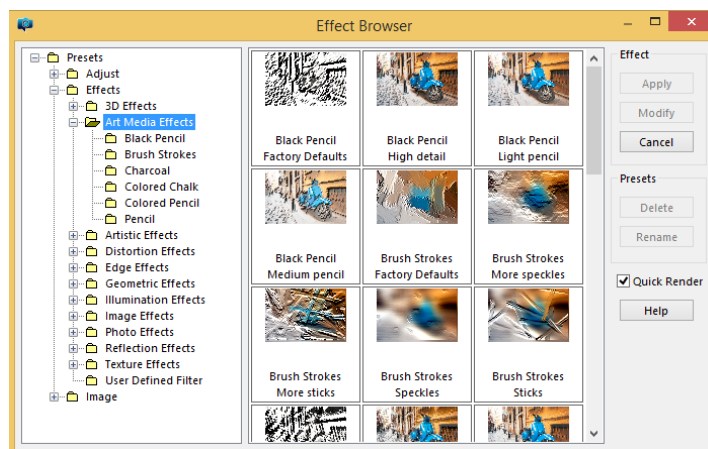 Effect Browser
Presets
Adjust
Effects
3D Effects
Art Media Effects
Black Pencil
Brush Strokes
Charcoal
Colored Chalk
Colored Pencil
Pencil
Artistic Effects
Distortion Effects
Edge Effects
Geometric Effects
Illumination Effects
Image Effects
Photo Effects
Reflection Effects
Texture Effects
User Defined Filter
Image
Black Pencil
Factory Defaults
Black Pencil
High detail
Black Pencil
Light pencil
Black Pencil
Medium pencil
Brush Strokes
Factory Defaults
Brush Strokes
More speckles
Brush Strokes
More sticks
Brush Strokes
Speckles
Brush Strokes
Sticks
Effect
Apply
Modify
Cancel
Presets
Delete
Rename
Quick Render
Help